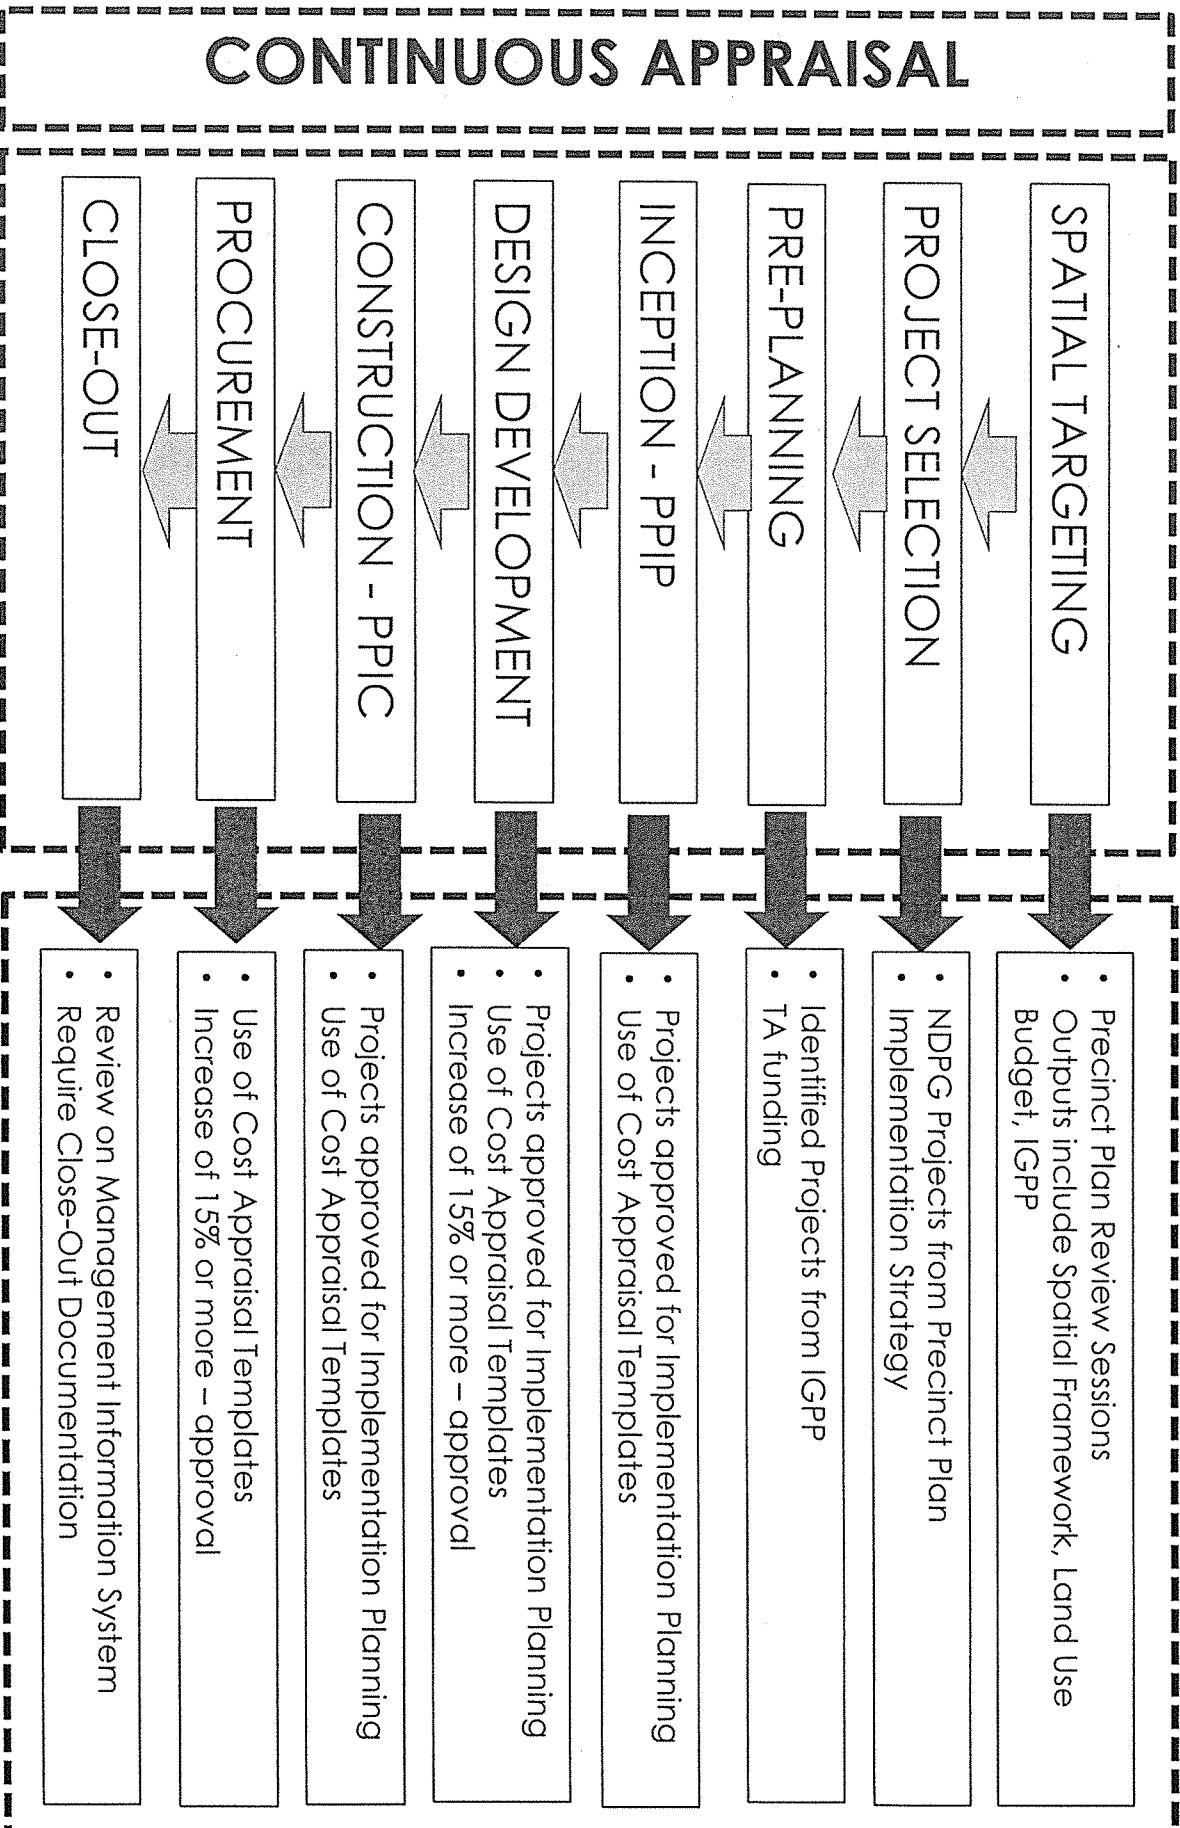 CONTINUOUS APPRAISAL
SPATIAL TARGETING
• Precinct Plan Review Sessions
• Outputs include Spatial Framework, Land Use
Budget, IGPP
PROJECT SELECTION
• NDPG Projects from Precinct Plan
• Implementation Strategy
PRE-PLANNING
• Identified Projects from IGPP
• TA funding
INCEPTION - PPIP
• Projects approved for Implementation Planning
• Use of Cost Appraisal Templates
DESIGN DEVELOPMENT
• Projects approved for Implementation Planning
• Use of Cost Appraisal Templates
• Increase of 15% or more – approval
CONSTRUCTION - PPIC
• Projects approved for Implementation Planning
• Use of Cost Appraisal Templates
PROCUREMENT
• Use of Cost Appraisal Templates
• Increase of 15% or more – approval
CLOSE-OUT
• Review on Management Information System
• Require Close-Out Documentation